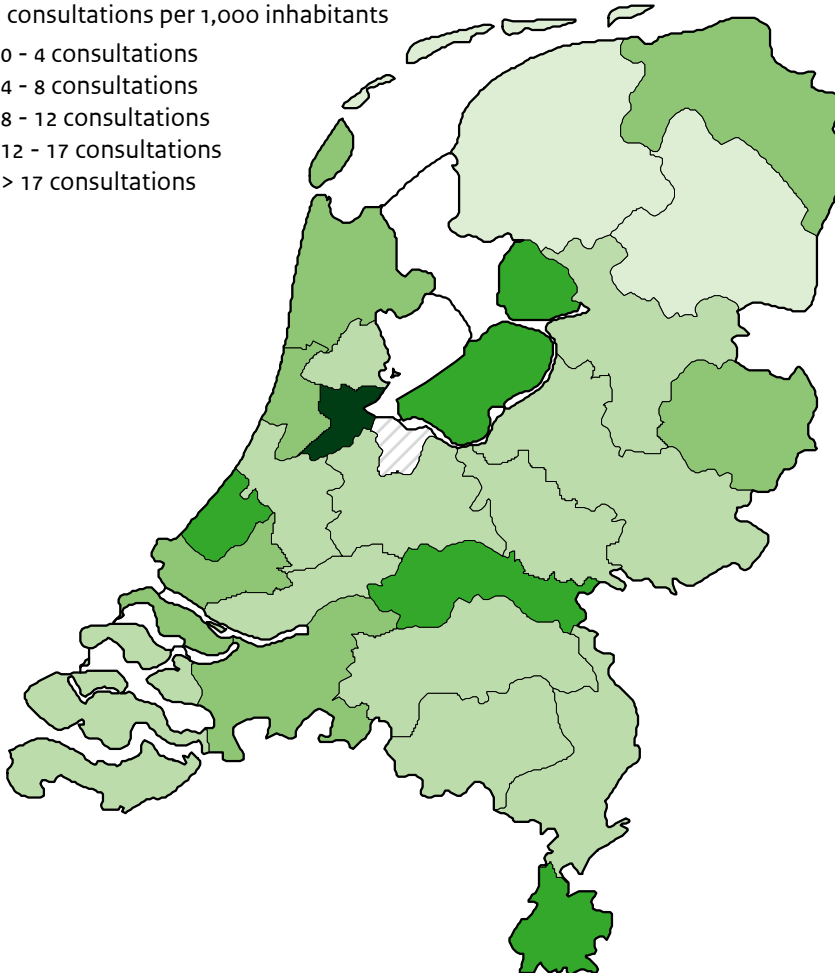 consultations per 1,000 inhabitants
0 - 4 consultations
4 - 8 consultations
8 - 12 consultations
12 - 17 consultations
> 17 consultations